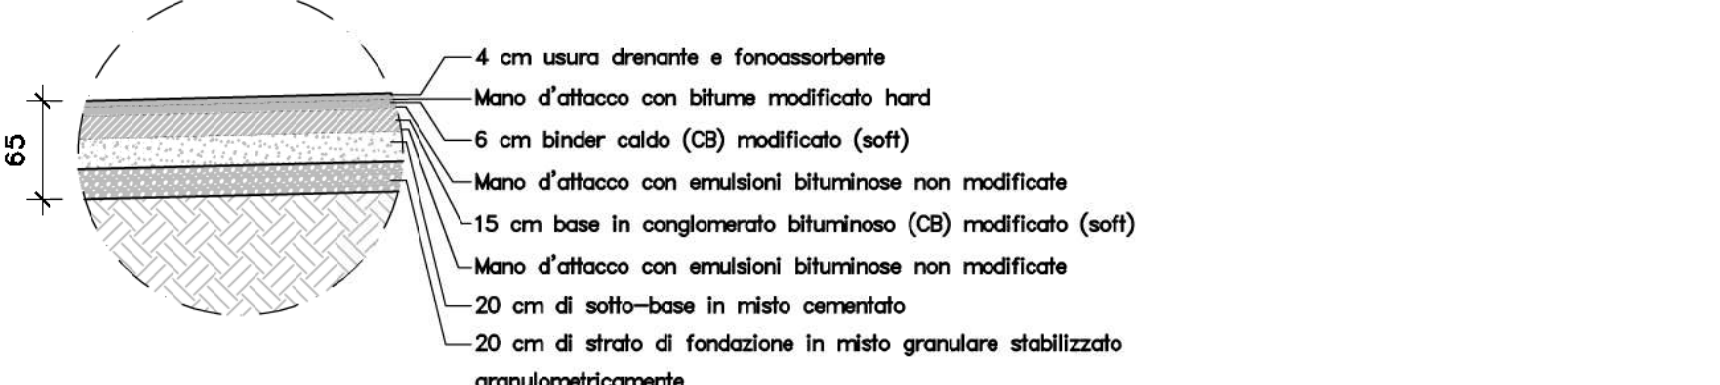 4 cm usura drenante e fonoassorbente
Mano d'attacco con bitume modificato hard
6 cm binder caldo (CB) modificato (soft)
Mano d'attacco con emulsioni bituminose non modificate
15 cm base in conglomerato bituminoso (CB) modificato (soft)
Mano d'attacco con emulsioni bituminose non modificate
20 cm di sotto-base in misto cementato
20 cm di strato di fondazione in misto granulare stabilizzato
granulometricamente
65